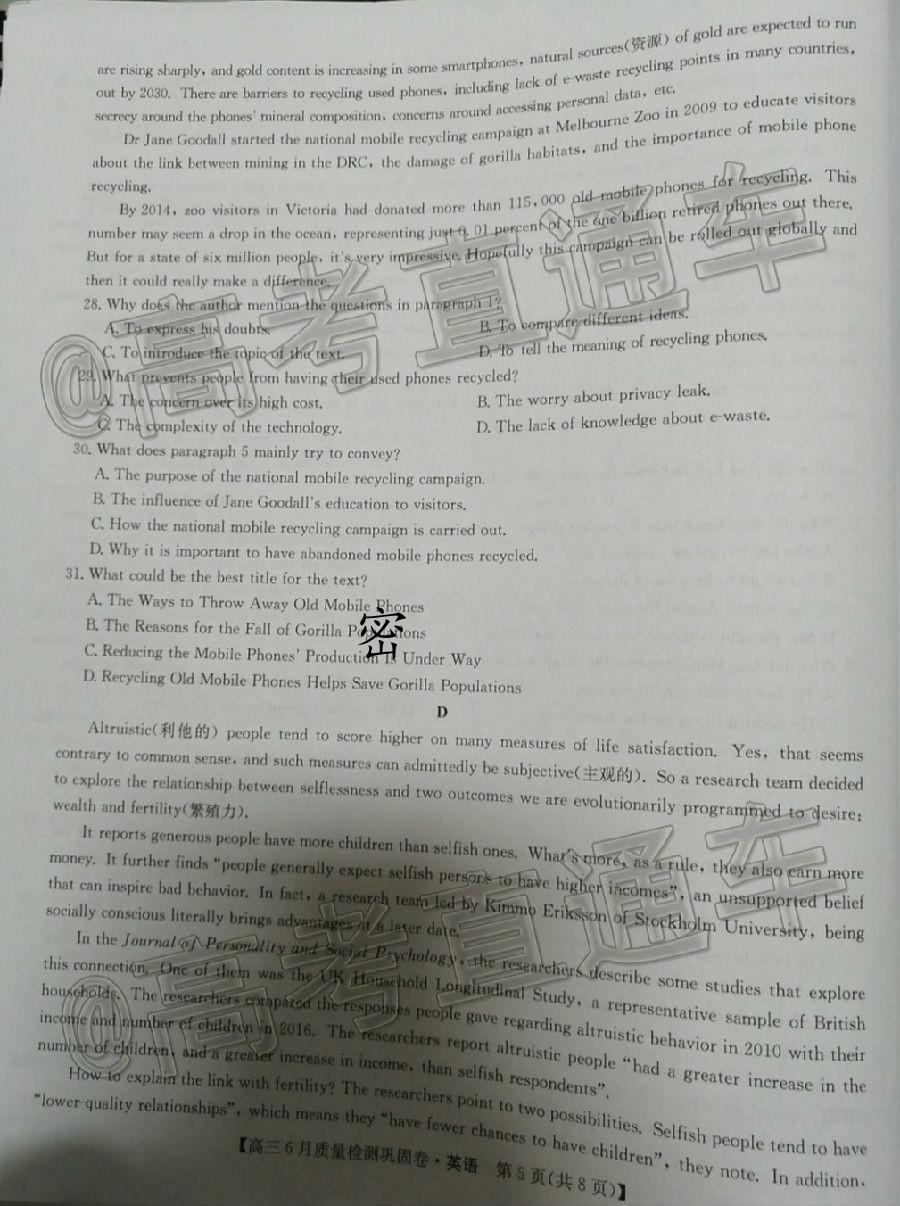 are rising sharply, and gold content is increasing in some smartphones, natural sources(资源) of gold are expected to run
out by 2030. There are barriers to recycling used phones, including lack of e-waste recycling points in many countries,
secrecy around the phones' mineral composition, concerns around accessing personal data, etc.
Dr Jane Goodall started the national mobile recycling campaign at Melbourne Zoo in 2009 to educate visitors
about the link between mining in the DRC, the damage of gorilla habitats, and the importance of mobile phone
recycling.
By 2014, zoo visitors in Victoria had donated more than 115,000 old mobile phones for recycling. This
number may seem a drop in the ocean, representing just 0.01 percent of the one billion retired phones out there.
But for a state of six million people, it's very impressive. Hopefully this campaign can be rolled out globally and
then it could really make a difference.
28. Why does the author mention the questions in paragraph 1?
A. To express his doubts.
B. To compare different ideas.
C. To introduce the topic of the text.
D. To tell the meaning of recycling phones.
29. What prevents people from having their used phones recycled?
A. The concern over its high cost.
B. The worry about privacy leak.
C. The complexity of the technology.
D. The lack of knowledge about e-waste.
30. What does paragraph 5 mainly try to convey?
A. The purpose of the national mobile recycling campaign.
B. The influence of Jane Goodall's education to visitors.
C. How the national mobile recycling campaign is carried out.
D. Why it is important to have abandoned mobile phones recycled.
31. What could be the best title for the text?
A. The Ways to Throw Away Old Mobile Phones
B. The Reasons for the Fall of Gorilla Populations
密
C. Reducing the Mobile Phones' Production Is Under Way
D. Recycling Old Mobile Phones Helps Save Gorilla Populations
D
Altruistic(利他的) people tend to score higher on many measures of life satisfaction. Yes, that seems
contrary to common sense, and such measures can admittedly be subjective(主观的). So a research team decided
to explore the relationship between selflessness and two outcomes we are evolutionarily programmed to desire:
wealth and fertility(繁殖力).
It reports generous people have more children than selfish ones. What's more, as a rule, they also earn more
money. It further finds "people generally expect selfish persons to have higher incomes", an unsupported belief
that can inspire bad behavior. In fact, a research team led by Kimmo Eriksson of Stockholm University, being
socially conscious literally brings advantages at a later date.
In the Journal of Personality and Social Psychology, the researchers describe some studies that explore
this connection. One of them was the UK Household Longitudinal Study, a representative sample of British
households. The researchers compared the responses people gave regarding altruistic behavior in 2010 with their
income and number of children in 2016. The researchers report altruistic people "had a greater increase in the
number of children, and a greater increase in income, than selfish respondents".
How to explain the link with fertility? The researchers point to two possibilities. Selfish people tend to have
"lower-quality relationships", which means they "have fewer chances to have children", they note. In addition,
【高三6月质量检测巩固卷·英语 第5页(共8页)】
@高考直通车
@高考直通车